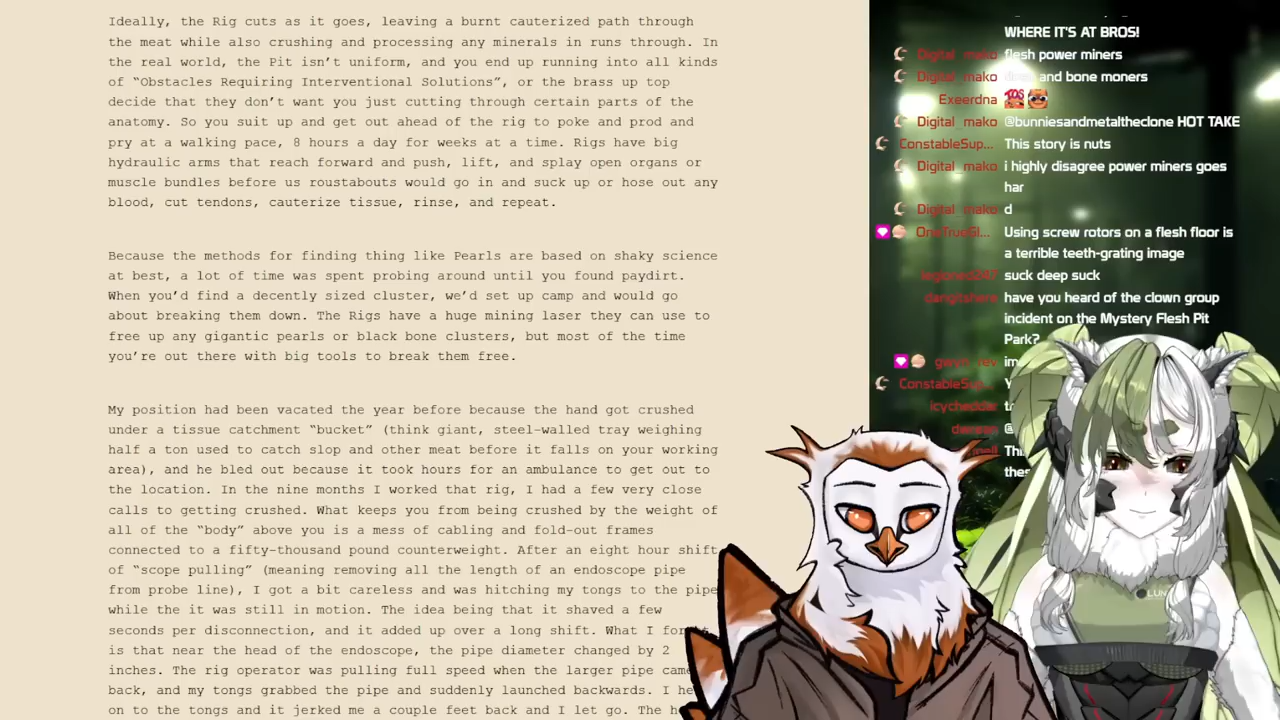 Ideally, the Rig cuts as it goes, leaving a burnt cauterized path through
the meat while also crushing and processing any minerals in runs through. In
the real world, the Pit isn't uniform, and you end up running into all kinds
of “Obstacles Requiring Interventional Solutions”, or the brass up top
decide that they don't want you just cutting through certain parts of the
anatomy. So you suit up and get out ahead of the rig to poke and prod and
pry at a walking pace, 8 hours a day for weeks at a time. Rigs have big
hydraulic arms that reach forward and push, lift, and splay open organs or
muscle bundles before us roustabouts would go in and suck up or hose out any
blood, cut tendons, cauterize tissue, rinse, and repeat.
Because the methods for finding thing like Pearls are based on shaky science
at best, a lot of time was spent probing around until you found paydirt.
When you'd find a decently sized cluster, we'd set up camp and would go
about breaking them down. The Rigs have a huge mining laser they can use to
free up any gigantic pearls or black bone clusters, but most of the time
you're out there with big tools to break them free.
My position had been vacated the year before because the hand got crushed
under a tissue catchment “bucket” (think giant, steel-walled tray weighing
half a ton used to catch slop and other meat before it falls on your working
area), and he bled out because it took hours for an ambulance to get out to
the location. In the nine months I worked that rig, I had a few very close
calls to getting crushed. What keeps you from being crushed by the weight of
all of the “body” above you is a mess of cabling and fold-out frames
connected to a fifty-thousand pound counterweight. After an eight hour shift
of “scope pulling” (meaning removing all the length of an endoscope pipe
from probe line), I got a bit careless and was hitching my tongs to the pipe
while the it was still in motion. The idea being that it shaved a few
seconds per disconnection, and it added up over a long shift. What I
is that near the head of the endoscope, the pipe diameter changed by 2
inches. The rig operator was pulling full speed when the larger pipe
back, and my tongs grabbed the pipe and suddenly launched backwards. I
on to the tongs and it jerked me a couple feet back and I let go. The
WHERE IT'S AT BROS!
Digital_mako flesh power miners
Digital_mako and bone moners
Exeerdna
Digital_mako @bunniesandmetaltheclone HOT TAKE
ConstableSup... This story is nuts
Digital_mako i highly disagree power miners goes
har
Digital_mako d
OneTrueSl... Using screw rotors on a flesh floor is
a terrible teeth-grating image
suck deep suck
dangitshere have you heard of the clown group
incident on the Mystery Flesh Pit
Park?
ConstableSup...